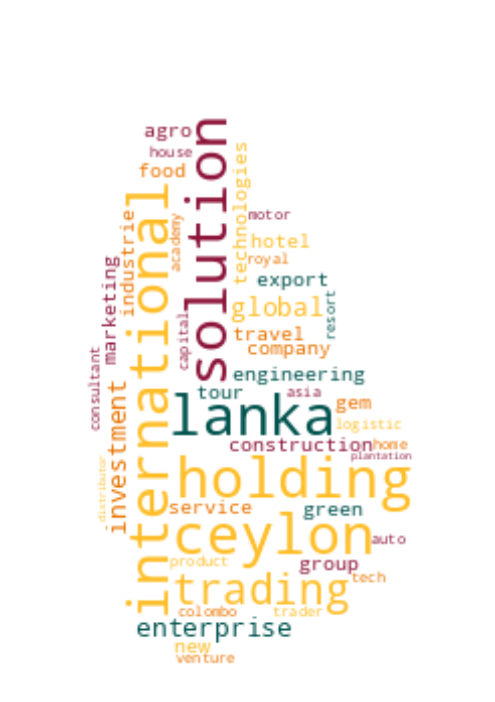 agro
solution
house
technologies
food
international
industrie
academy
motor
hotel
royal
marketing
export
resort
global
capital
travel
company
consultant
engineering
investment
tour
asia
lanka
gem
logistic
construction
home
plantation
holding
distributor
service
green
ceylon
auto
product
group
trading
tech
colombo
trader
enterprise
new
venture